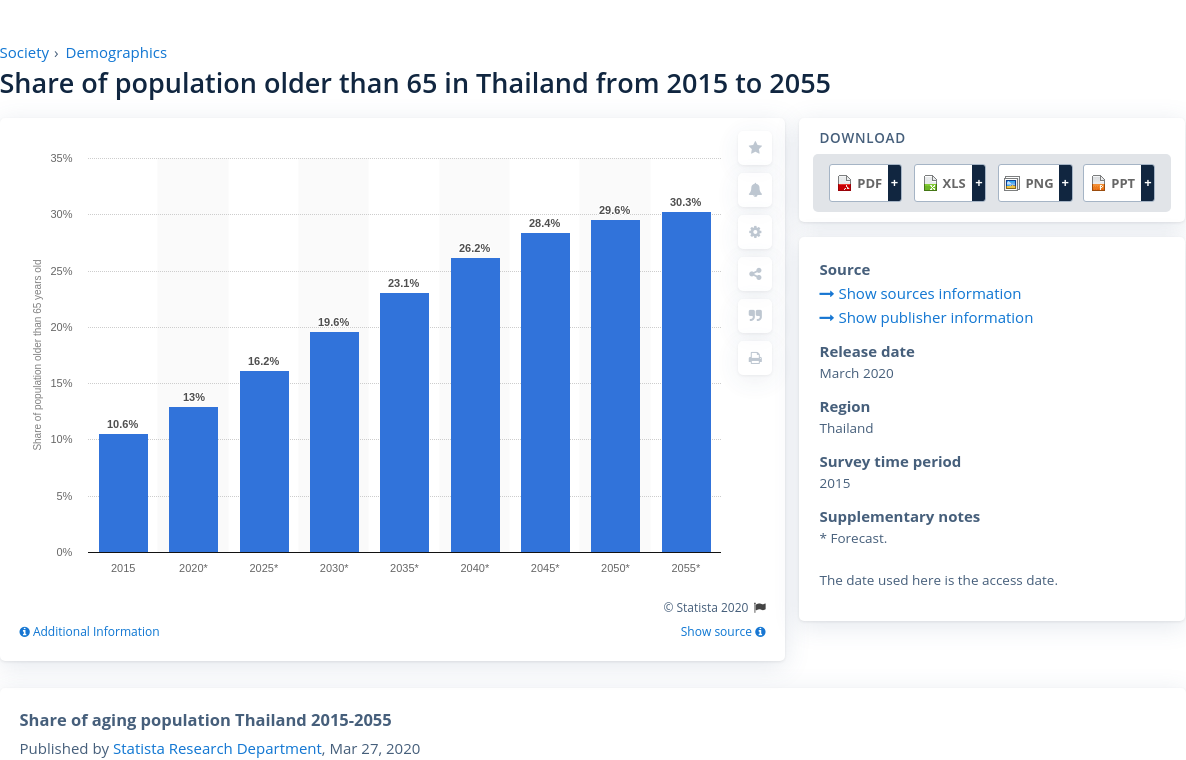 Society › Demographics
Share of population older than 65 in Thailand from 2015 to 2055
Share of population older than 65 years old
35%
30%
25%
20%
15%
10%
5%
0%
10.6%
13%
16.2%
19.6%
23.1%
26.2%
28.4%
29.6%
30.3%
2015 2020* 2025* 2030* 2035* 2040* 2045* 2050* 2055*
© Statista 2020
Additional Information
Show source
DOWNLOAD
PDF + XLS + PNG + PPT +
Source
Show sources information
Show publisher information
Release date
March 2020
Region
Thailand
Survey time period
2015
Supplementary notes
* Forecast.
The date used here is the access date.
Share of aging population Thailand 2015-2055
Published by Statista Research Department, Mar 27, 2020